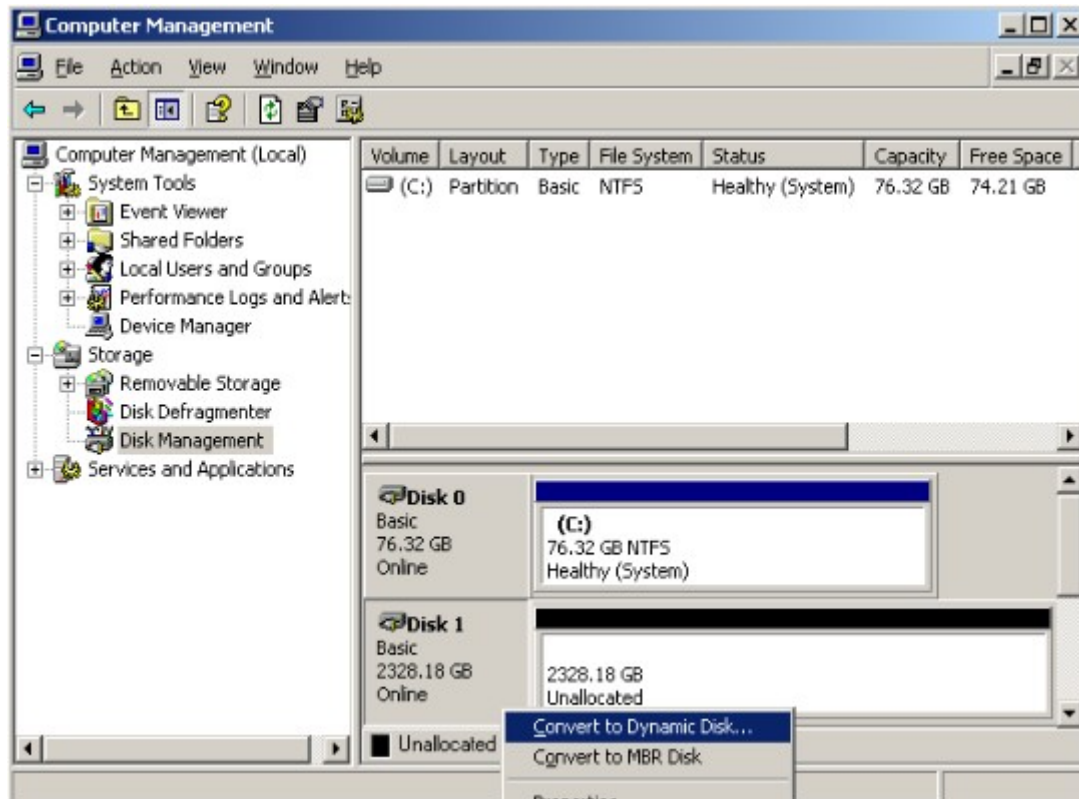 Computer Management
File Action View Window Help
Computer Management (Local)
System Tools
Event Viewer
Shared Folders
Local Users and Groups
Performance Logs and Alert
Device Manager
Storage
Removable Storage
Disk Defragmenter
Disk Management
Services and Applications
Volume Layout Type File System Status Capacity Free Space
(C:) Partition Basic NTFS Healthy (System) 76.32 GB 74.21 GB
Disk 0
Basic
76.32 GB
Online
(C:)
76.32 GB NTFS
Healthy (System)
Disk 1
Basic
2328.18 GB
Online
2328.18 GB
Unallocated
Unallocated
Convert to Dynamic Disk...
Convert to MBR Disk